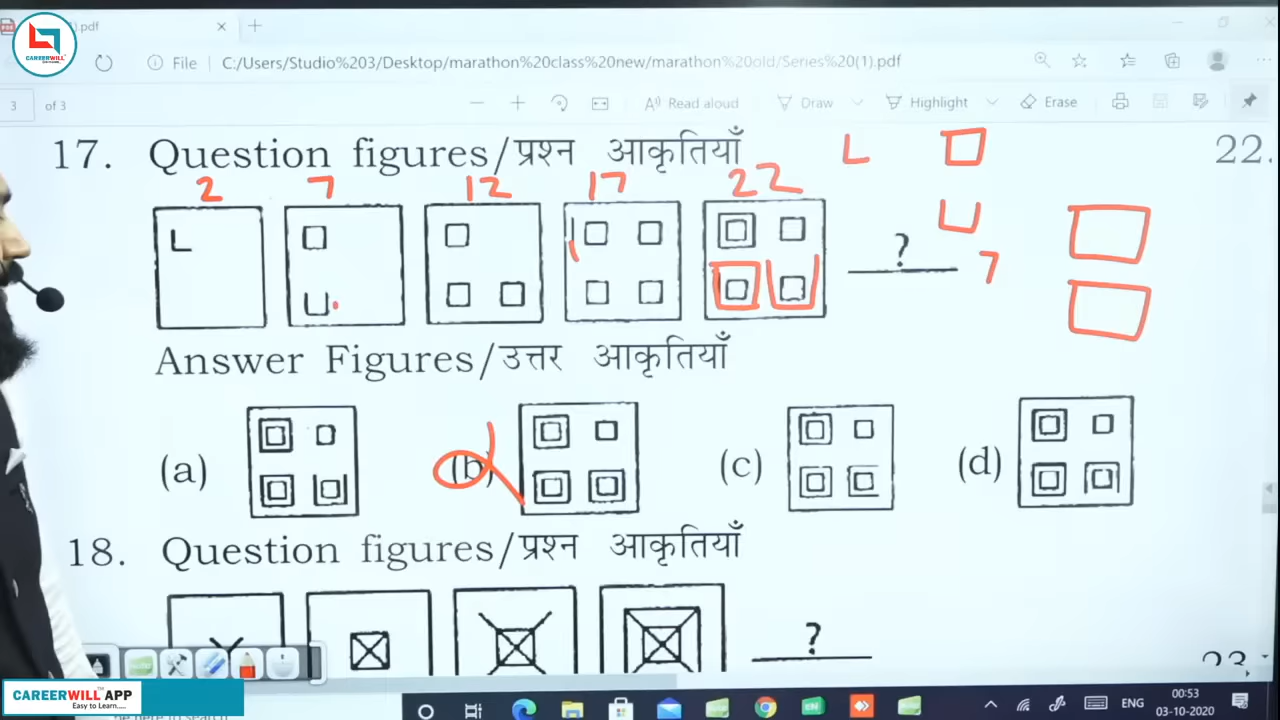 .pdf
CAREERWILL
File C:/Users/Studio%203/Desktop/marathon%20class%20new/marathon%20old/Series%20(1).pdf
3 of 3 Read aloud Draw Highlight Erase
17. Question figures/प्रश्न आकृतियाँ 22.
2 7 12 17 22
?
7
Answer Figures/उत्तर आकृतियाँ
(a) (b) (c) (d)
18. Question figures/प्रश्न आकृतियाँ
?
23.
CAREERWILL APP
Easy to Learn.....
ENG 00:53
03-10-2020